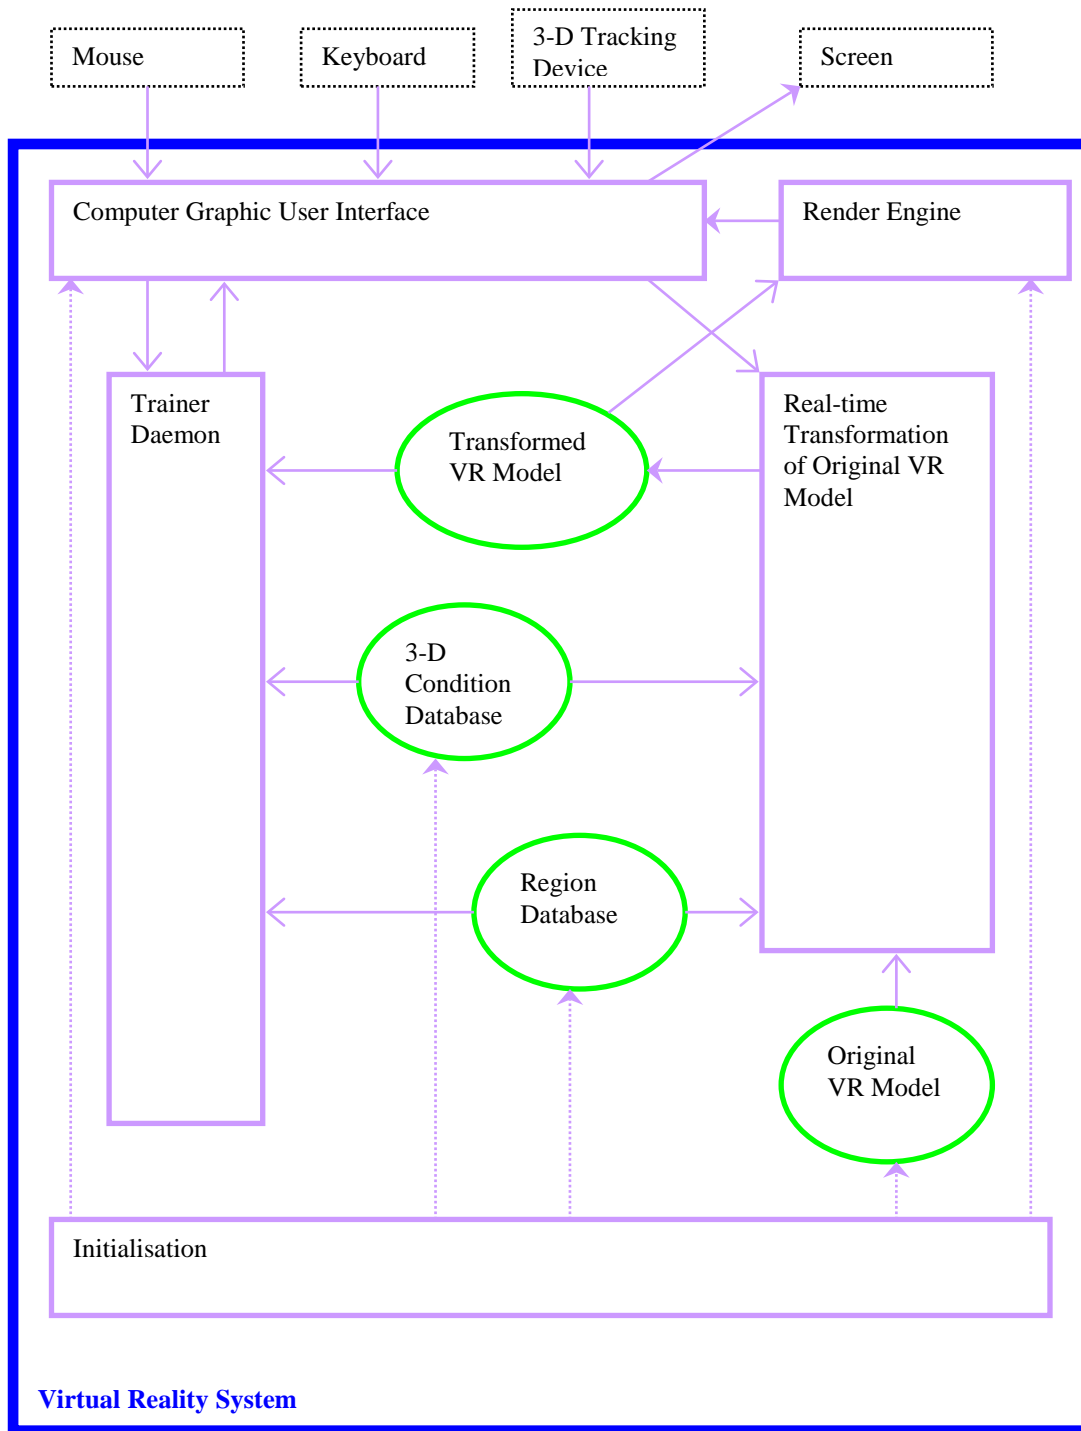 Mouse
Keyboard
3-D Tracking
Device
Screen
Computer Graphic User Interface
Render Engine
Trainer
Daemon
Transformed
VR Model
Real-time
Transformation
of Original VR
Model
3-D
Condition
Database
Region
Database
Original
VR Model
Initialisation
Virtual Reality System